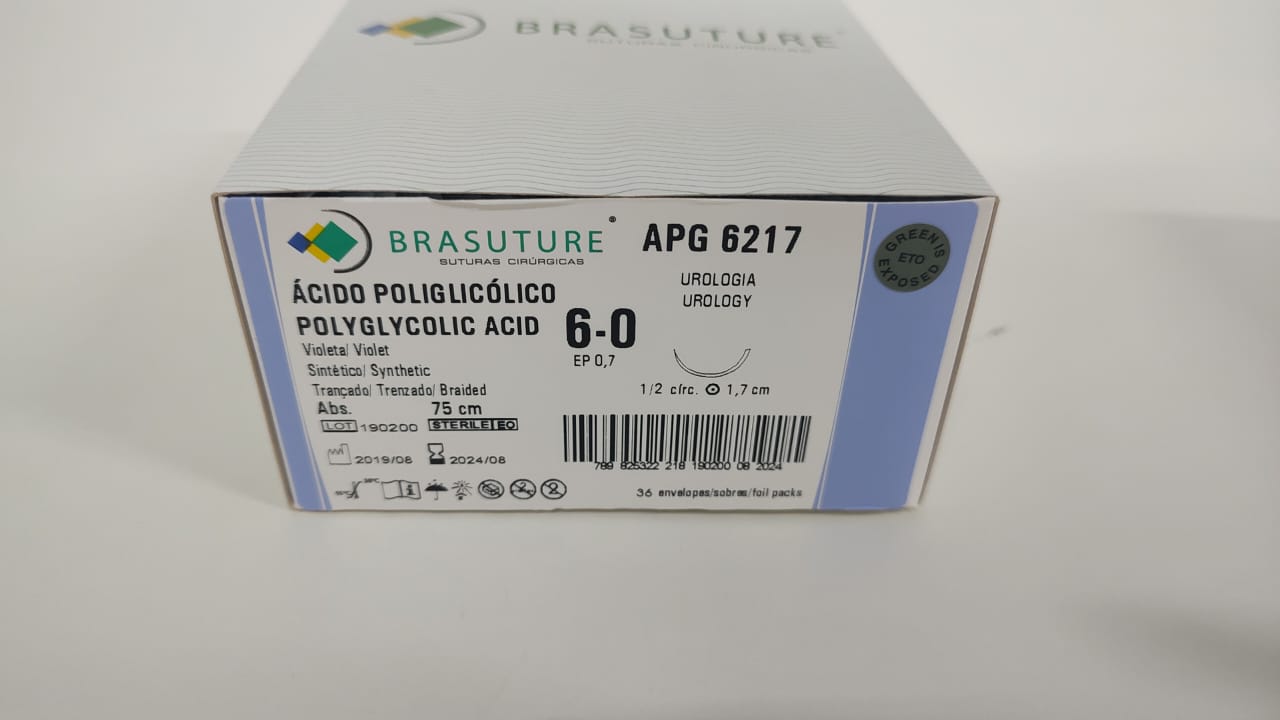 BRASUTURE
SUTURAS CIRÚRGICAS
BRASUTURE®
SUTURAS CIRÚRGICAS
APG 6217
UROLOGIA
UROLOGY
ÁCIDO POLIGLICÓLICO
POLYGLYCOLIC ACID
6-0
EP 0,7
Violeta/ Violet
Sintético/ Synthetic
Trançado/ Trenzado/ Braided
Abs. 75 cm
1/2 círc. 1,7 cm
LOT 190200 STERILE EO
2019/08 2024/08
789 825322 218 190200 08 2024
36 envelopes/sobres/foil packs
GREEN IS
ETO
EXPOSED